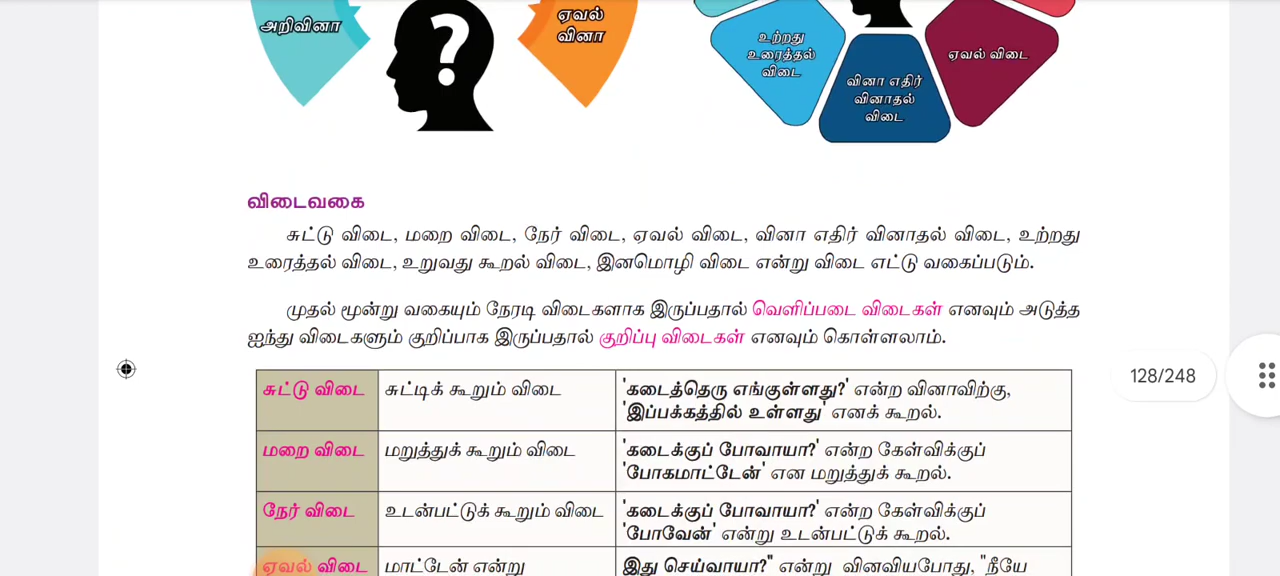 அறிவினா
ஏவல்
வினா
உற்றது
உரைத்தல்
விடை
வினா எதிர்
வினாதல்
விடை
ஏவல் விடை
விடைவகை
சுட்டு விடை, மறை விடை, நேர் விடை, ஏவல் விடை, வினா எதிர் வினாதல் விடை, உற்றது
உரைத்தல் விடை, உறுவது கூறல் விடை, இனமொழி விடை என்று விடை எட்டு வகைப்படும்.
முதல் மூன்று வகையும் நேரடி விடைகளாக இருப்பதால் வெளிப்படை விடைகள் எனவும் அடுத்த
ஐந்து விடைகளும் குறிப்பாக இருப்பதால் குறிப்பு விடைகள் எனவும் கொள்ளலாம்.
128/248
சுட்டு விடை சுட்டிக் கூறும் விடை 'கடைத்தெரு எங்குள்ளது?' என்ற வினாவிற்கு,
'இப்பக்கத்தில் உள்ளது' எனக் கூறல்.
மறை விடை மறுத்துக் கூறும் விடை 'கடைக்குப் போவாயா?' என்ற கேள்விக்குப்
'போகமாட்டேன்' என மறுத்துக் கூறல்.
நேர் விடை உடன்பட்டுக் கூறும் விடை 'கடைக்குப் போவாயா?' என்ற கேள்விக்குப்
'போவேன்' என்று உடன்பட்டுக் கூறல்.
ஏவல் விடை மாட்டேன் என்று இது செய்வாயா?" என்று வினவியபோது, "நீயே